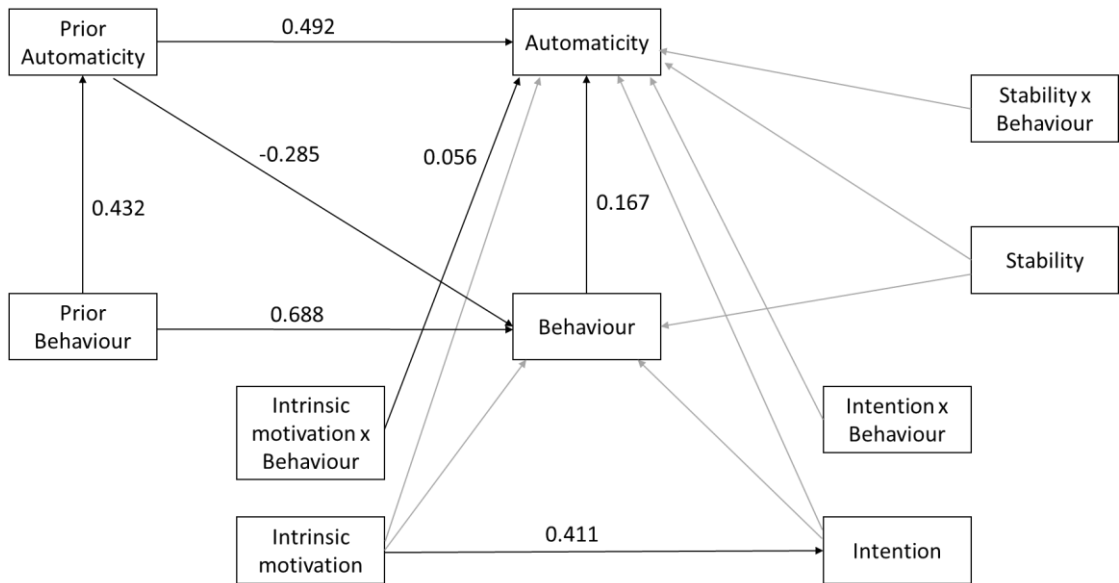 Prior
Automaticity
0.492
Automaticity
Stability x
Behaviour
-0.285
0.056
0.432
0.167
Stability
Prior
Behaviour
0.688
Behaviour
Intrinsic
motivation x
Behaviour
Intention x
Behaviour
Intrinsic
motivation
0.411
Intention